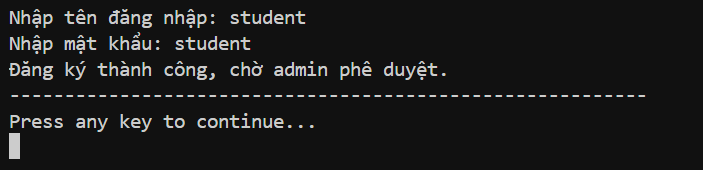 Nhập tên đăng nhập: student
Nhập mật khẩu: student
Đăng ký thành công, chờ admin phê duyệt.
----------------------------------------------------------
Press any key to continue...